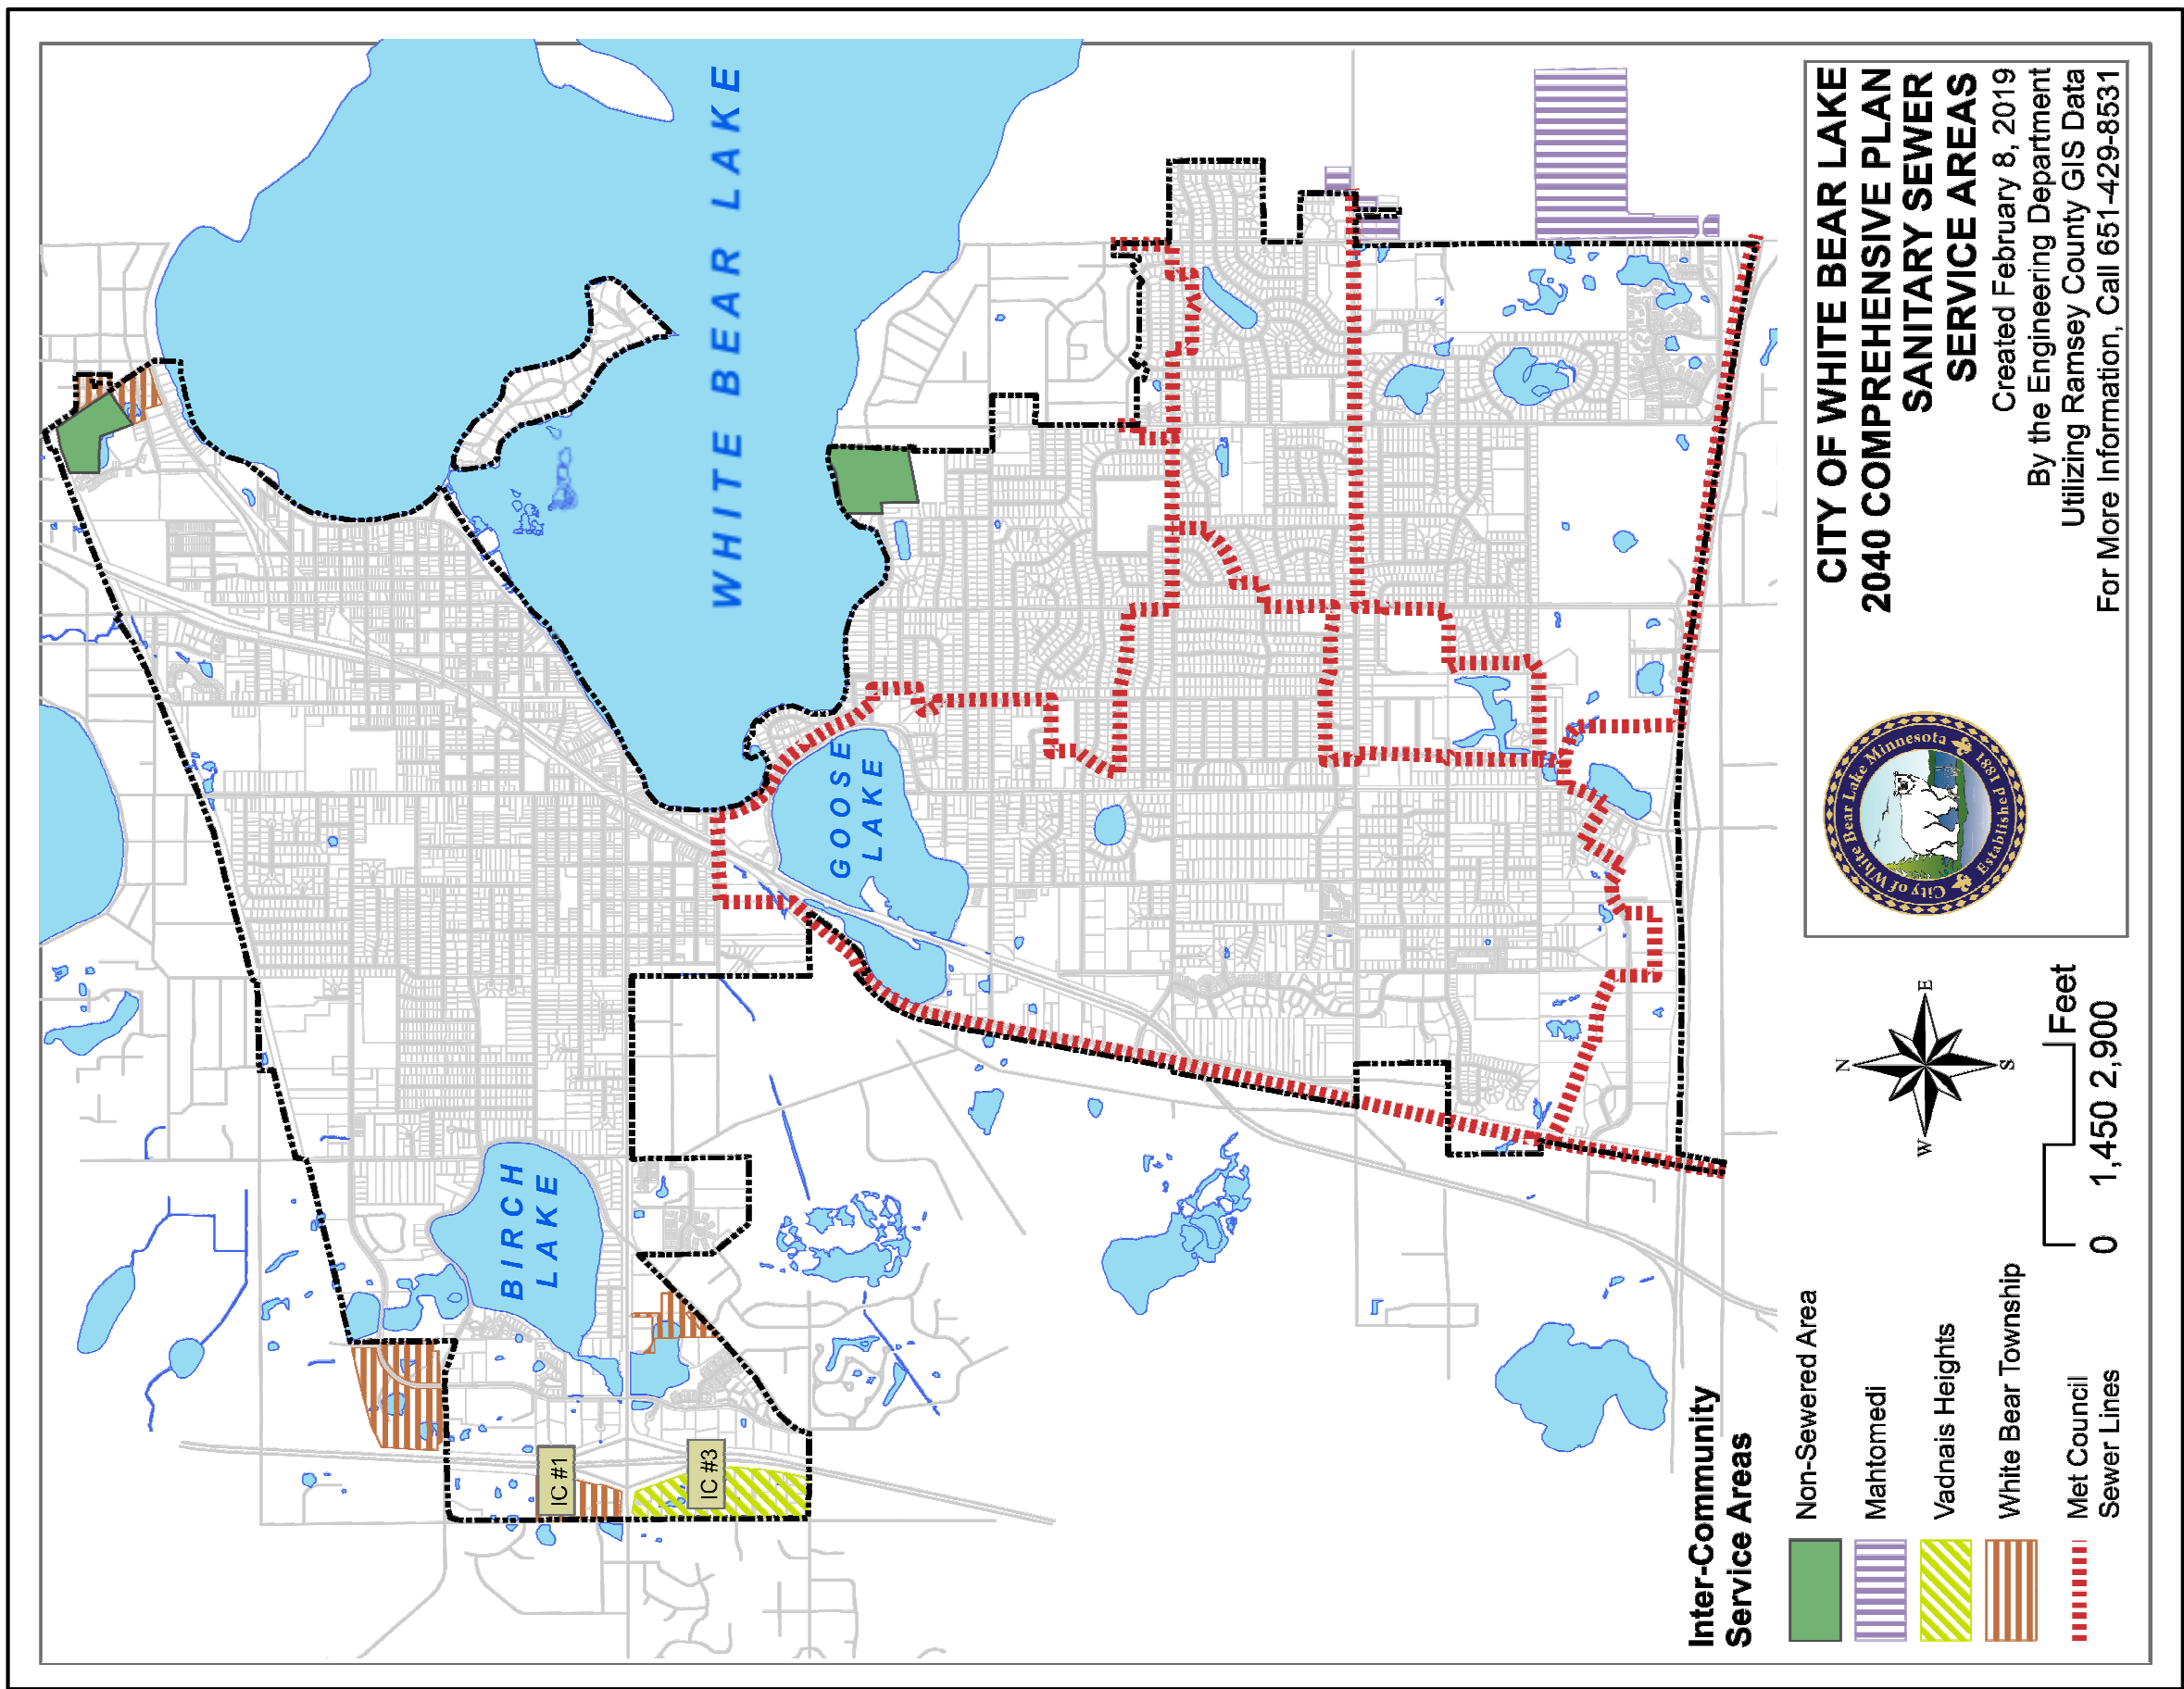 WHITE BEAR LAKE
GOOSE
LAKE
BIRCH
LAKE
IC #1
IC #3
Inter-Community
Service Areas
Non-Sewered Area
Mahtomedi
Vadnais Heights
White Bear Township
Met Council
Sewer Lines
N
W
E
S
0 1,450 2,900
Feet
City of White Bear Lake Minnesota
Established 1881
CITY OF WHITE BEAR LAKE
2040 COMPREHENSIVE PLAN
SANITARY SEWER
SERVICE AREAS
Created February 8, 2019
By the Engineering Department
Utilizing Ramsey County GIS Data
For More Information, Call 651-429-8531